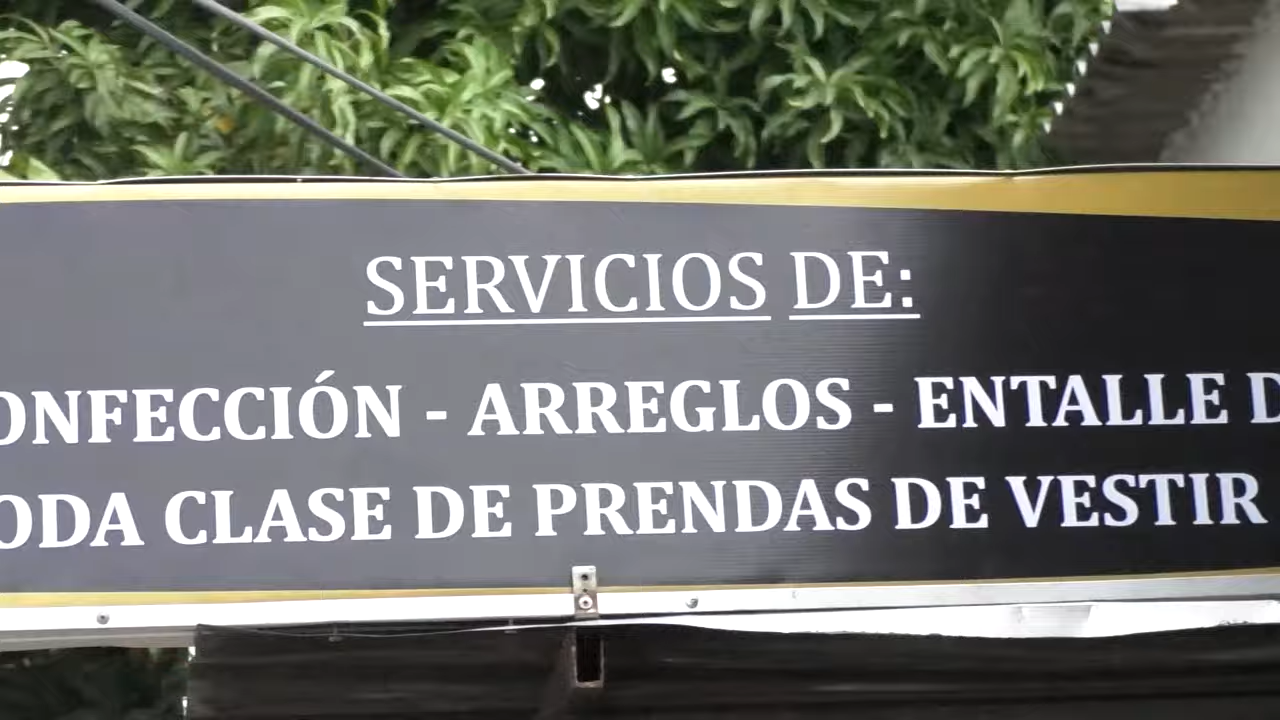 SERVICIOS DE:
ONFECCIÓN - ARREGLOS - ENTALLE D
ODA CLASE DE PRENDAS DE VESTIR